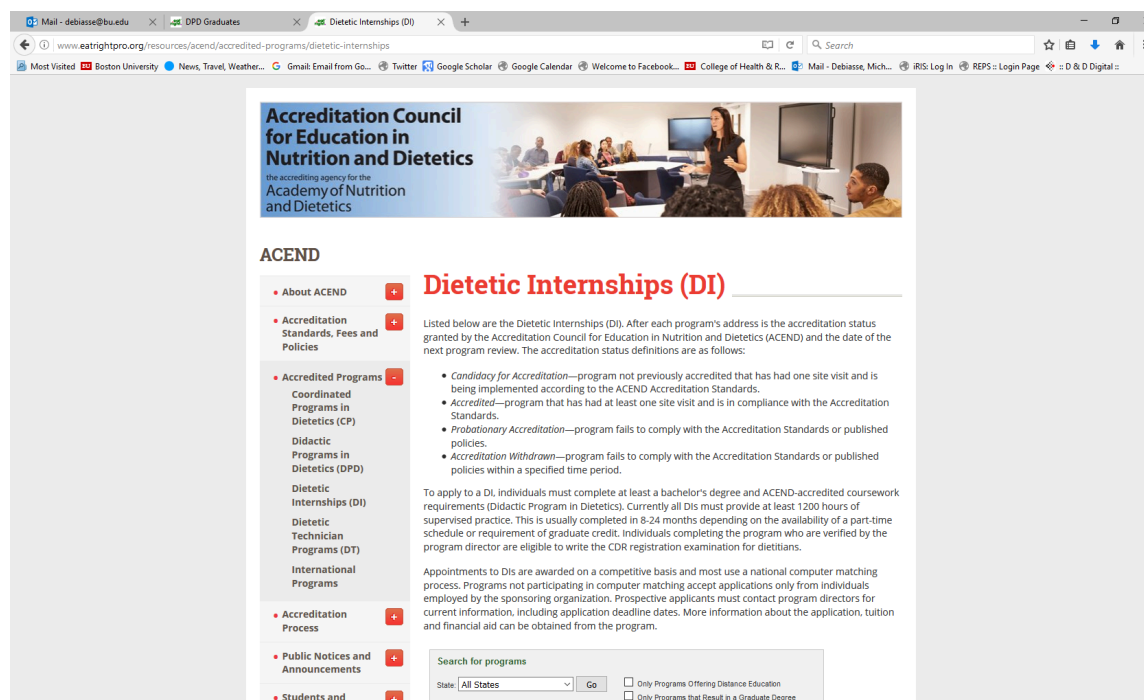 Mail - debiasse@bu.edu
DPD Graduates
Dietetic Internships (DI)
www.eatrightpro.org/resources/acend/accredited-programs/dietetic-internships
Search
Most Visited
BU Boston University
News, Travel, Weather...
G Gmail: Email from Go...
Twitter
Google Scholar
Google Calendar
Welcome to Facebook...
BU College of Health & R...
Mail - Debiasse, Mich...
iRIS: Log In
REPS :: Login Page
:: D & D Digital ::
Accreditation Council
for Education in
Nutrition and Dietetics
the accrediting agency for the
Academy of Nutrition
and Dietetics
ACEND
• About ACEND +
• Accreditation +
Standards, Fees and
Policies
• Accredited Programs -
Coordinated
Programs in
Dietetics (CP)
Didactic
Programs in
Dietetics (DPD)
Dietetic
Internships (DI)
Dietetic
Technician
Programs (DT)
International
Programs
• Accreditation +
Process
• Public Notices and +
Announcements
• Students and
Dietetic Internships (DI)
Listed below are the Dietetic Internships (DI). After each program's address is the accreditation status
granted by the Accreditation Council for Education in Nutrition and Dietetics (ACEND) and the date of the
next program review. The accreditation status definitions are as follows:
• Candidacy for Accreditation—program not previously accredited that has had one site visit and is
being implemented according to the ACEND Accreditation Standards.
• Accredited—program that has had at least one site visit and is in compliance with the Accreditation
Standards.
• Probationary Accreditation—program fails to comply with the Accreditation Standards or published
policies.
• Accreditation Withdrawn—program fails to comply with the Accreditation Standards or published
policies within a specified time period.
To apply to a DI, individuals must complete at least a bachelor's degree and ACEND-accredited coursework
requirements (Didactic Program in Dietetics). Currently all DIs must provide at least 1200 hours of
supervised practice. This is usually completed in 8-24 months depending on the availability of a part-time
schedule or requirement of graduate credit. Individuals completing the program who are verified by the
program director are eligible to write the CDR registration examination for dietitians.
Appointments to DIs are awarded on a competitive basis and most use a national computer matching
process. Programs not participating in computer matching accept applications only from individuals
employed by the sponsoring organization. Prospective applicants must contact program directors for
current information, including application deadline dates. More information about the application, tuition
and financial aid can be obtained from the program.
Search for programs
State: All States Go
Only Programs Offering Distance Education
Only Programs that Result in a Graduate Degree